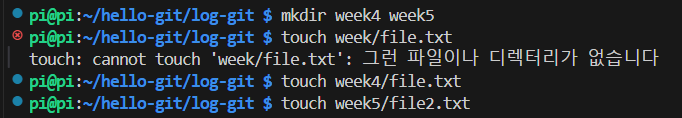 pi@pi:~/hello-git/log-git $ mkdir week4 week5
pi@pi:~/hello-git/log-git $ touch week/file.txt
touch: cannot touch 'week/file.txt': 그런 파일이나 디렉터리가 없습니다
pi@pi:~/hello-git/log-git $ touch week4/file.txt
pi@pi:~/hello-git/log-git $ touch week5/file2.txt